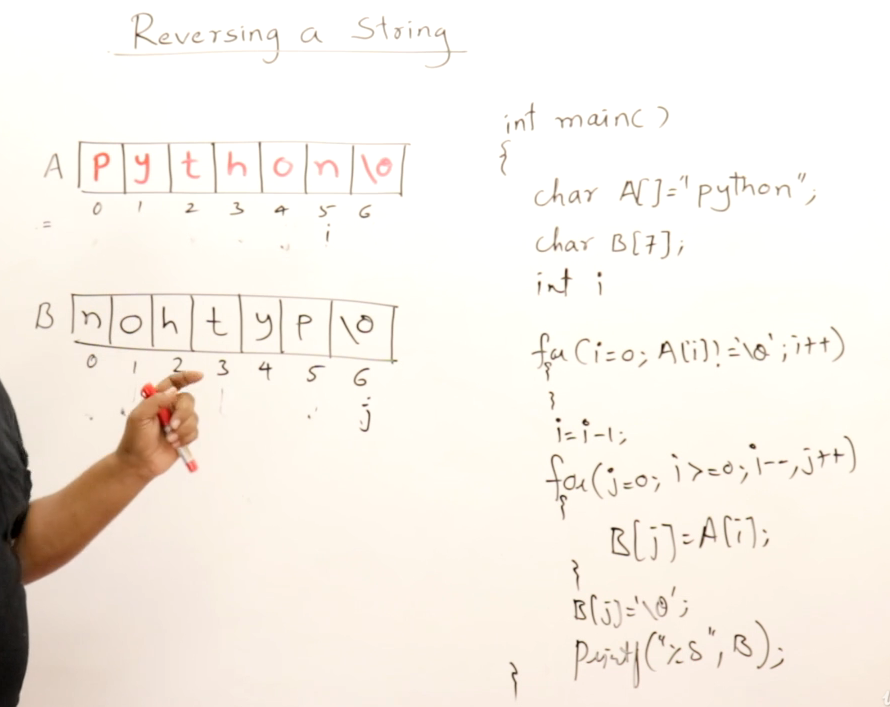 Reversing a String
A p y t h o n \0
0 1 2 3 4 5 6
=
i
B n o h t y p \0
0 1 2 3 4 5 6
j
int main()
{
char A[]="python";
char B[7];
int i
for(i=0; A[i]!='\0'; i++)
{
}
i=i-1;
for(j=0; i>=0; i--, j++)
{
B[j]=A[i];
}
B[j]='\0';
printf("%s", B);
}